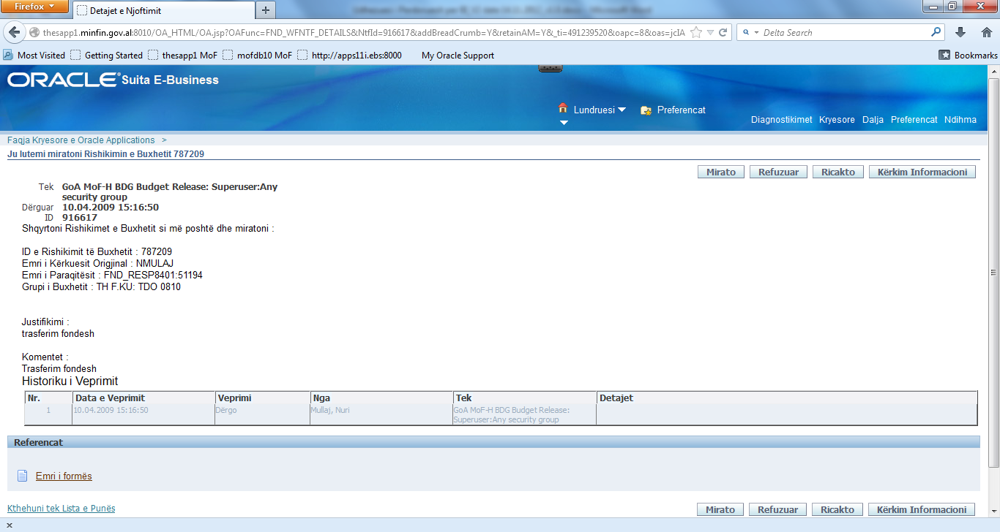 Firefox
Detajet e Njoftimit
thesapp1.minfin.gov.al:8010/OA_HTML/OA.jsp?OAFunc=FND_WFNTF_DETAILS&NtfId=916617&addBreadCrumb=Y&retainAM=Y&_ti=491239520&oapc=8&oas=jcIA
Delta Search
Most Visited Getting Started thesapp1 MoF mofdb10 MoF http://apps11i.ebs:8000 My Oracle Support Bookmarks
ORACLE® Suita E-Business
Lundruesi Preferencat
Diagnostikimet Kryesore Dalja Preferencat Ndihma
Faqja Kryesore e Oracle Applications >
Ju lutemi miratoni Rishikimin e Buxhetit 787209
Mirato Refuzuar Ricakto Kërkim Informacioni
Tek GoA MoF-H BDG Budget Release: Superuser:Any
security group
Dërguar 10.04.2009 15:16:50
ID 916617
Shqyrtoni Rishikimet e Buxhetit si më poshtë dhe miratoni :
ID e Rishikimit të Buxhetit : 787209
Emri i Kërkuesit Origjinal : NMULAJ
Emri i Paraqitësit : FND_RESP8401:51194
Grupi i Buxhetit : TH F.KU: TDO 0810
Justifikimi :
trasferim fondesh
Komentet :
Trasferim fondesh
Historiku i Veprimit
Nr. Data e Veprimit Veprimi Nga Tek Detajet
1 10.04.2009 15:16:50 Dërgo Mullaj, Nuri GoA MoF-H BDG Budget Release:
Superuser:Any security group
Referencat
Emri i formës
Kthehuni tek Lista e Punës
Mirato Refuzuar Ricakto Kërkim Informacioni